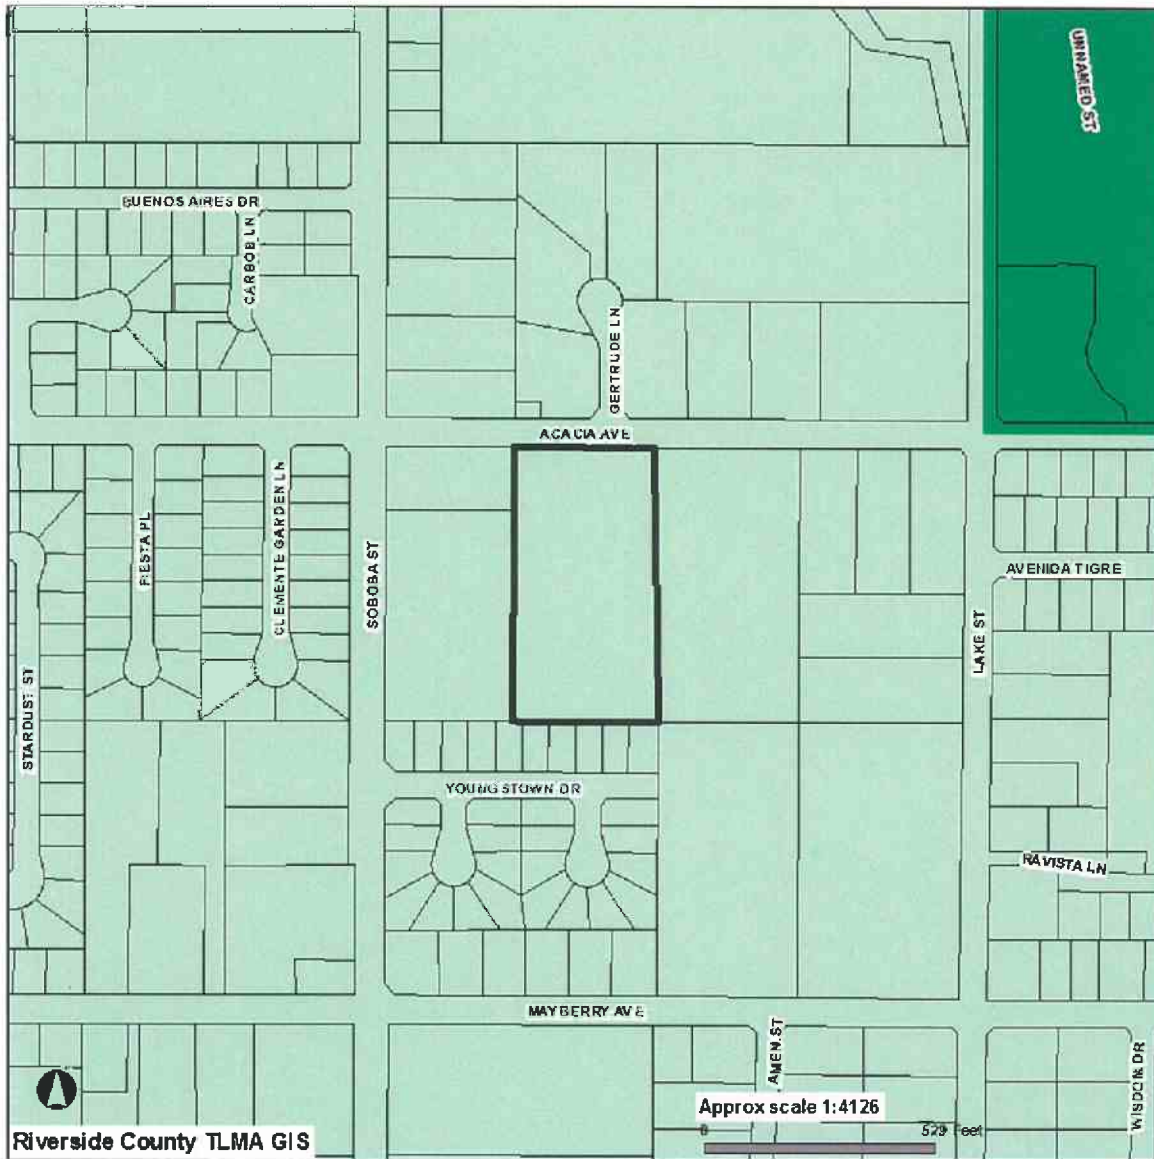 UNNAMED ST
BUENOS AIRES DR
CARBOB LN
GERTRUDE LN
ACACIA AVE
FIESTA PL
CLEMENTE GARDEN LN
SOBOBA ST
AVENIDA TIGRE
LAKE ST
STARDUST ST
YOUNGSTOWN DR
RAVISTA LN
MAYBERRY AVE
AMEN ST
WISDOM DR
Approx scale 1:4126
0 529 Feet
Riverside County TLMA GIS